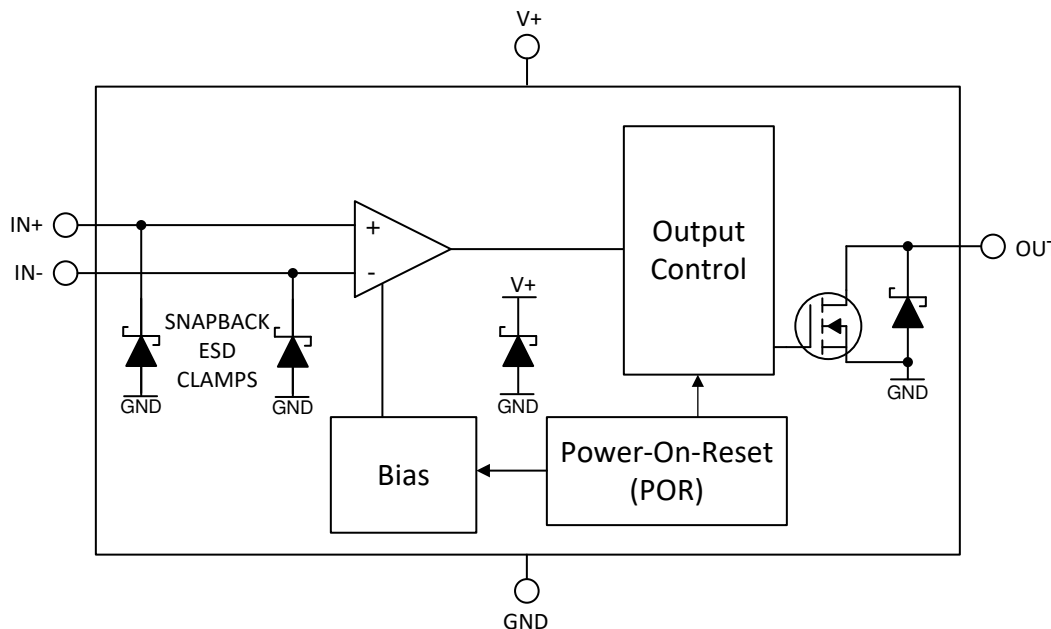 V+
IN+
IN-
+
-
SNAPBACK
ESD
CLAMPS
GND
GND
V+
GND
Output
Control
OUT
GND
Bias
Power-On-Reset
(POR)
GND